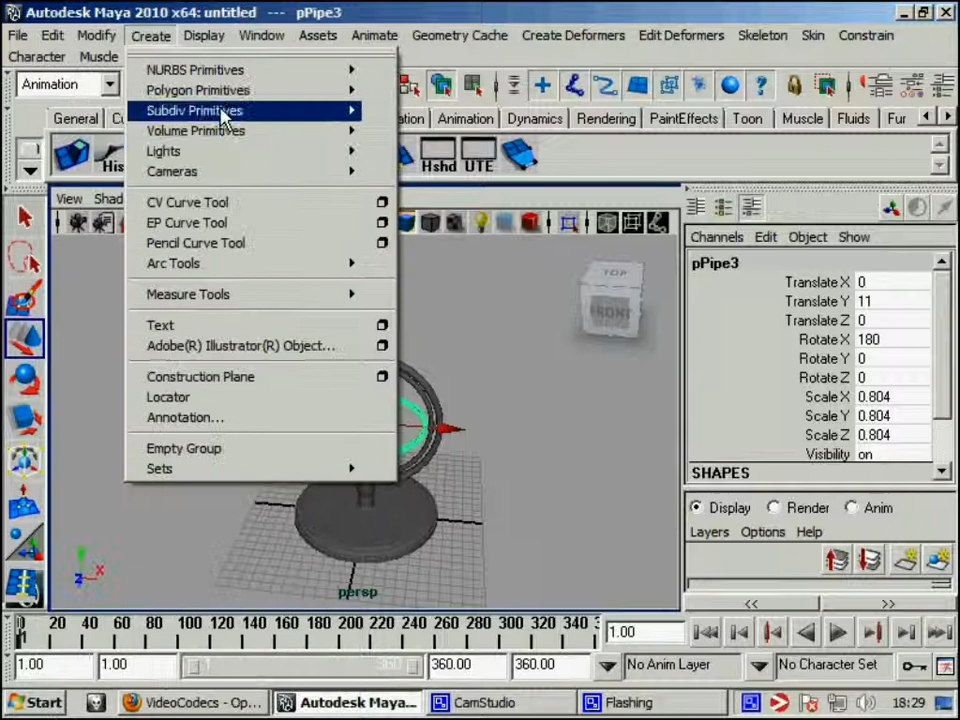 Autodesk Maya 2010 x64: untitled --- pPipe3
File Edit Modify Create Display Window Assets Animate Geometry Cache Create Deformers Edit Deformers Skeleton Skin Constrain
Muscle
Character
Animation
General
Animation Dynamics Rendering PaintEffects Toon Muscle Fluids Fur
His
Hshd UTE
NURBS Primitives
Polygon Primitives
Subdiv Primitives
Volume Primitives
Lights
Cameras
CV Curve Tool
EP Curve Tool
Pencil Curve Tool
Arc Tools
Measure Tools
Text
Adobe(R) Illustrator(R) Object...
Construction Plane
Locator
Annotation...
Empty Group
Sets
View Shad
TOP
FRONT
persp
X
Z
Channels Edit Object Show
pPipe3
Translate X 0
Translate Y 11
Translate Z 0
Rotate X 180
Rotate Y 0
Rotate Z 0
Scale X 0.804
Scale Y 0.804
Scale Z 0.804
Visibility on
SHAPES
Display Render Anim
Layers Options Help
<< >>
20 40 60 80 100 120 140 160 180 200 220 240 260 280 300 320 340 3
1.00
1.00 1.00 1 360 360.00 360.00 No Anim Layer No Character Set
Start VideoCodecs - Op... Autodesk Maya... CamStudio Flashing 18:29